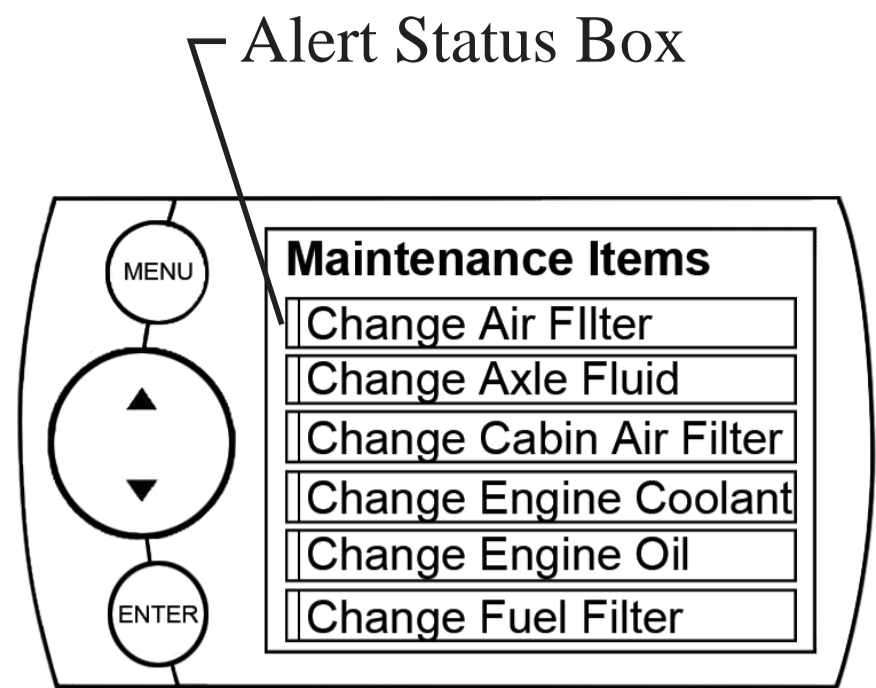 Alert Status Box
MENU
Maintenance Items
Change Air FIlter
Change Axle Fluid
Change Cabin Air Filter
Change Engine Coolant
Change Engine Oil
ENTER
Change Fuel Filter